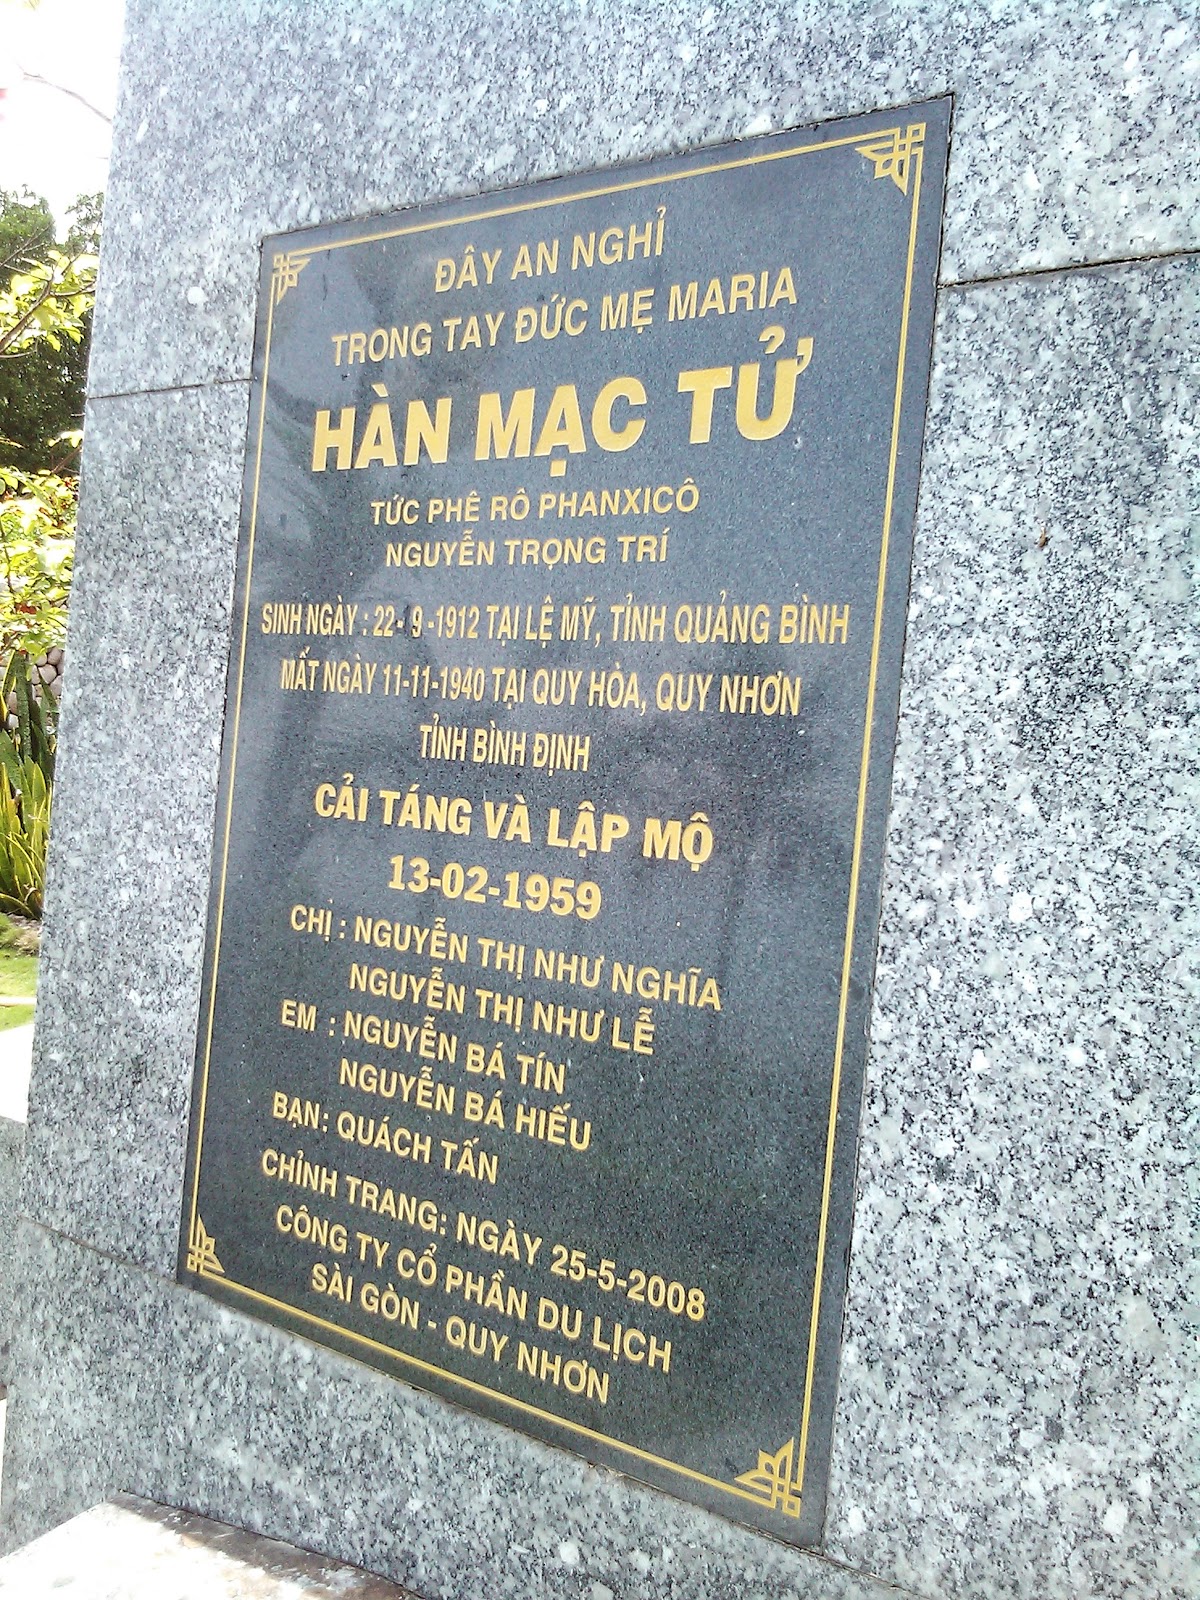 ĐÂY AN NGHỈ
TRONG TAY ĐỨC MẸ MARIA
HÀN MẠC TỬ
TỨC PHÊ RÔ PHANXICÔ
NGUYỄN TRỌNG TRÍ
SINH NGÀY : 22- 9 -1912 TẠI LỆ MỸ, TỈNH QUẢNG BÌNH
MẤT NGÀY 11-11-1940 TẠI QUY HÒA, QUY NHƠN
TỈNH BÌNH ĐỊNH
CẢI TÁNG VÀ LẬP MỘ
13-02-1959
CHỊ : NGUYỄN THỊ NHƯ NGHĨA
NGUYỄN THỊ NHƯ LỄ
EM : NGUYỄN BÁ TÍN
NGUYỄN BÁ HIẾU
BẠN: QUÁCH TẤN
CHỈNH TRANG: NGÀY 25-5-2008
CÔNG TY CỔ PHẦN DU LỊCH
SÀI GÒN - QUY NHƠN